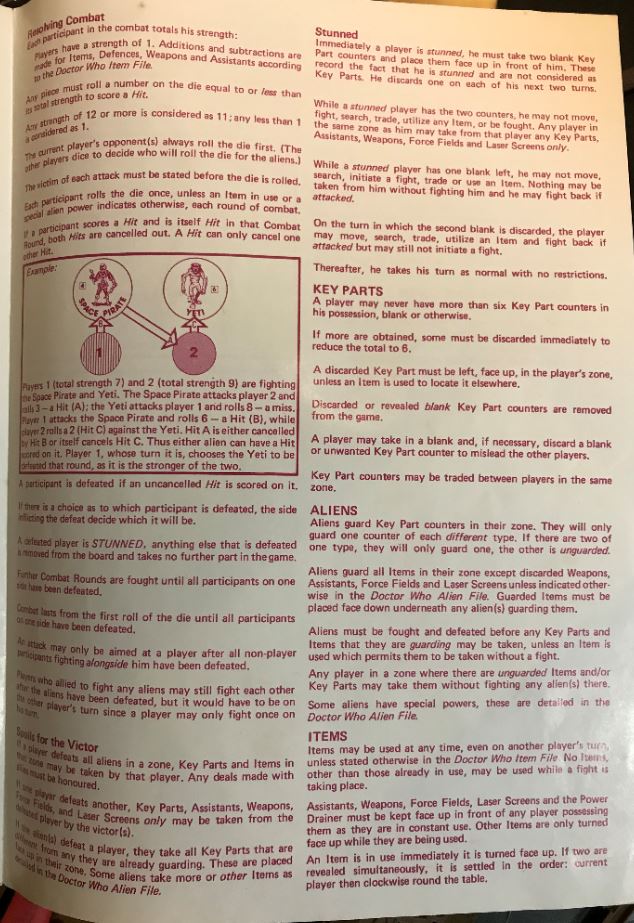 Resolving Combat
Each participant in the combat totals his strength:
Players have a strength of 1. Additions and subtractions are
made for Items, Defences, Weapons and Assistants according
to the Doctor Who Item File.
Any piece must roll a number on the die equal to or less than
its total strength to score a Hit.
Any strength of 12 or more is considered as 11; any less than 1
is considered as 1.
The current player's opponent(s) always roll the die first. (The
other players dice to decide who will roll the die for the aliens.)
The victim of each attack must be stated before the die is rolled.
Each participant rolls the die once, unless an Item in use or a
special alien power indicates otherwise, each round of combat.
If a participant scores a Hit and is itself Hit in that Combat
Round, both Hits are cancelled out. A Hit can only cancel one
other Hit.
Example:
4
SPACE PIRATE
6
YETI
B
A
C
1
2
Players 1 (total strength 7) and 2 (total strength 9) are fighting
the Space Pirate and Yeti. The Space Pirate attacks player 2 and
rolls 3 – a Hit (A); the Yeti attacks player 1 and rolls 8 – a miss.
Player 1 attacks the Space Pirate and rolls 6 – a Hit (B), while
player 2 rolls a 2 (Hit C) against the Yeti. Hit A is either cancelled
by Hit B or itself cancels Hit C. Thus either alien can have a Hit
scored on it. Player 1, whose turn it is, chooses the Yeti to be
defeated that round, as it is the stronger of the two.
A participant is defeated if an uncancelled Hit is scored on it.
If there is a choice as to which participant is defeated, the side
inflicting the defeat decide which it will be.
A defeated player is STUNNED, anything else that is defeated
is removed from the board and takes no further part in the game.
Further Combat Rounds are fought until all participants on one
side have been defeated.
Combat lasts from the first roll of the die until all participants
on one side have been defeated.
An attack may only be aimed at a player after all non-player
participants fighting alongside him have been defeated.
Players who allied to fight any aliens may still fight each other
after the aliens have been defeated, but it would have to be on
the other player's turn since a player may only fight once on
his turn.
Spoils for the Victor
If a player defeats all aliens in a zone, Key Parts and Items in
that zone may be taken by that player. Any deals made with
allies must be honoured.
If one player defeats another, Key Parts, Assistants, Weapons,
Force Fields, and Laser Screens only may be taken from the
defeated player by the victor(s).
If alien(s) defeat a player, they take all Key Parts that are
different from any they are already guarding. These are placed
face up in their zone. Some aliens take more or other Items as
detailed in the Doctor Who Alien File.
Stunned
Immediately a player is stunned, he must take two blank Key
Part counters and place them face up in front of him. These
record the fact that he is stunned and are not considered as
Key Parts. He discards one on each of his next two turns.
While a stunned player has the two counters, he may not move,
fight, search, trade, utilize any Item, or be fought. Any player in
the same zone as him may take from that player any Key Parts,
Assistants, Weapons, Force Fields and Laser Screens only.
While a stunned player has one blank left, he may not move,
search, initiate a fight, trade or use an Item. Nothing may be
taken from him without fighting him and he may fight back if
attacked.
On the turn in which the second blank is discarded, the player
may move, search, trade, utilize an Item and fight back if
attacked but may still not initiate a fight.
Thereafter, he takes his turn as normal with no restrictions.
KEY PARTS
A player may never have more than six Key Part counters in
his possession, blank or otherwise.
If more are obtained, some must be discarded immediately to
reduce the total to 6.
A discarded Key Part must be left, face up, in the player's zone,
unless an Item is used to locate it elsewhere.
Discarded or revealed blank Key Part counters are removed
from the game.
A player may take in a blank and, if necessary, discard a blank
or unwanted Key Part counter to mislead the other players.
Key Part counters may be traded between players in the same
zone.
ALIENS
Aliens guard Key Part counters in their zone. They will only
guard one counter of each different type. If there are two of
one type, they will only guard one, the other is unguarded.
Aliens guard all Items in their zone except discarded Weapons,
Assistants, Force Fields and Laser Screens unless indicated other-
wise in the Doctor Who Alien File. Guarded Items must be
placed face down underneath any alien(s) guarding them.
Aliens must be fought and defeated before any Key Parts and
Items that they are guarding may be taken, unless an Item is
used which permits them to be taken without a fight.
Any player in a zone where there are unguarded Items and/or
Key Parts may take them without fighting any alien(s) there.
Some aliens have special powers, these are detailed in the
Doctor Who Alien File.
ITEMS
Items may be used at any time, even on another player's turn,
unless stated otherwise in the Doctor Who Item File. No Items,
other than those already in use, may be used while a fight is
taking place.
Assistants, Weapons, Force Fields, Laser Screens and the Power
Drainer must be kept face up in front of any player possessing
them as they are in constant use. Other Items are only turned
face up while they are being used.
An Item is in use immediately it is turned face up. If two are
revealed simultaneously, it is settled in the order: current
player then clockwise round the table.